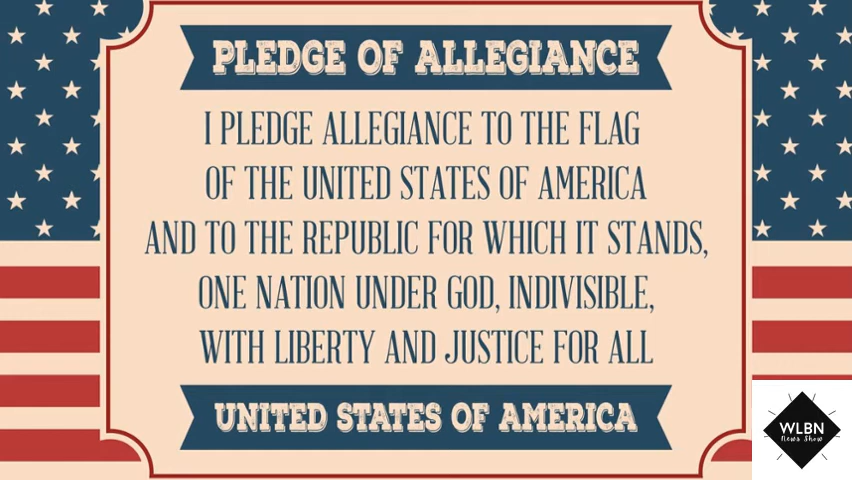 PLEDGE OF ALLEGIANCE
I PLEDGE ALLEGIANCE TO THE FLAG
OF THE UNITED STATES OF AMERICA
AND TO THE REPUBLIC FOR WHICH IT STANDS,
ONE NATION UNDER GOD, INDIVISIBLE,
WITH LIBERTY AND JUSTICE FOR ALL
UNITED STATES OF AMERICA
WLBN
News Show